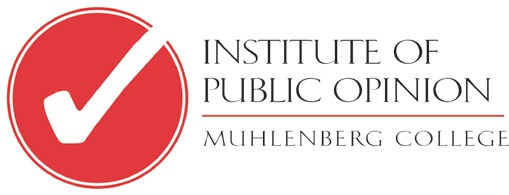 INSTITUTE OF
PUBLIC OPINION
MUHLENBERG COLLEGE